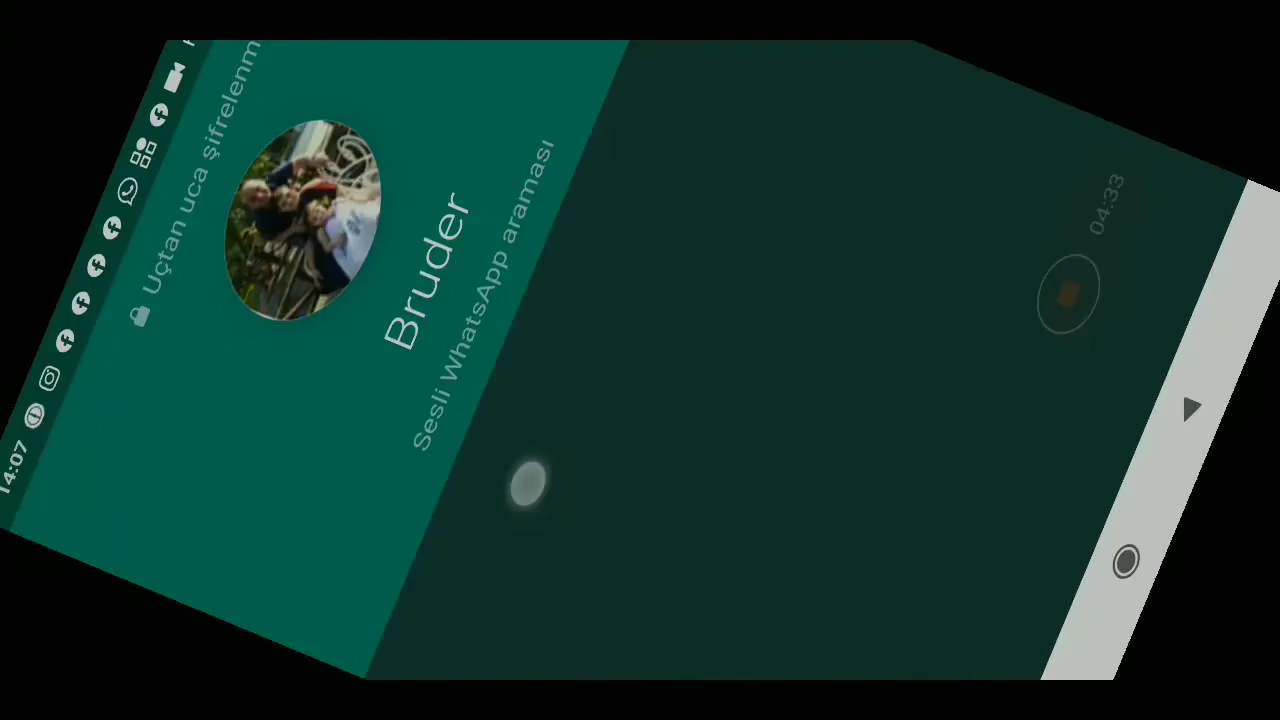 14:07
Uçtan uca şifrelenm
Bruder
Sesli WhatsApp araması
04:33